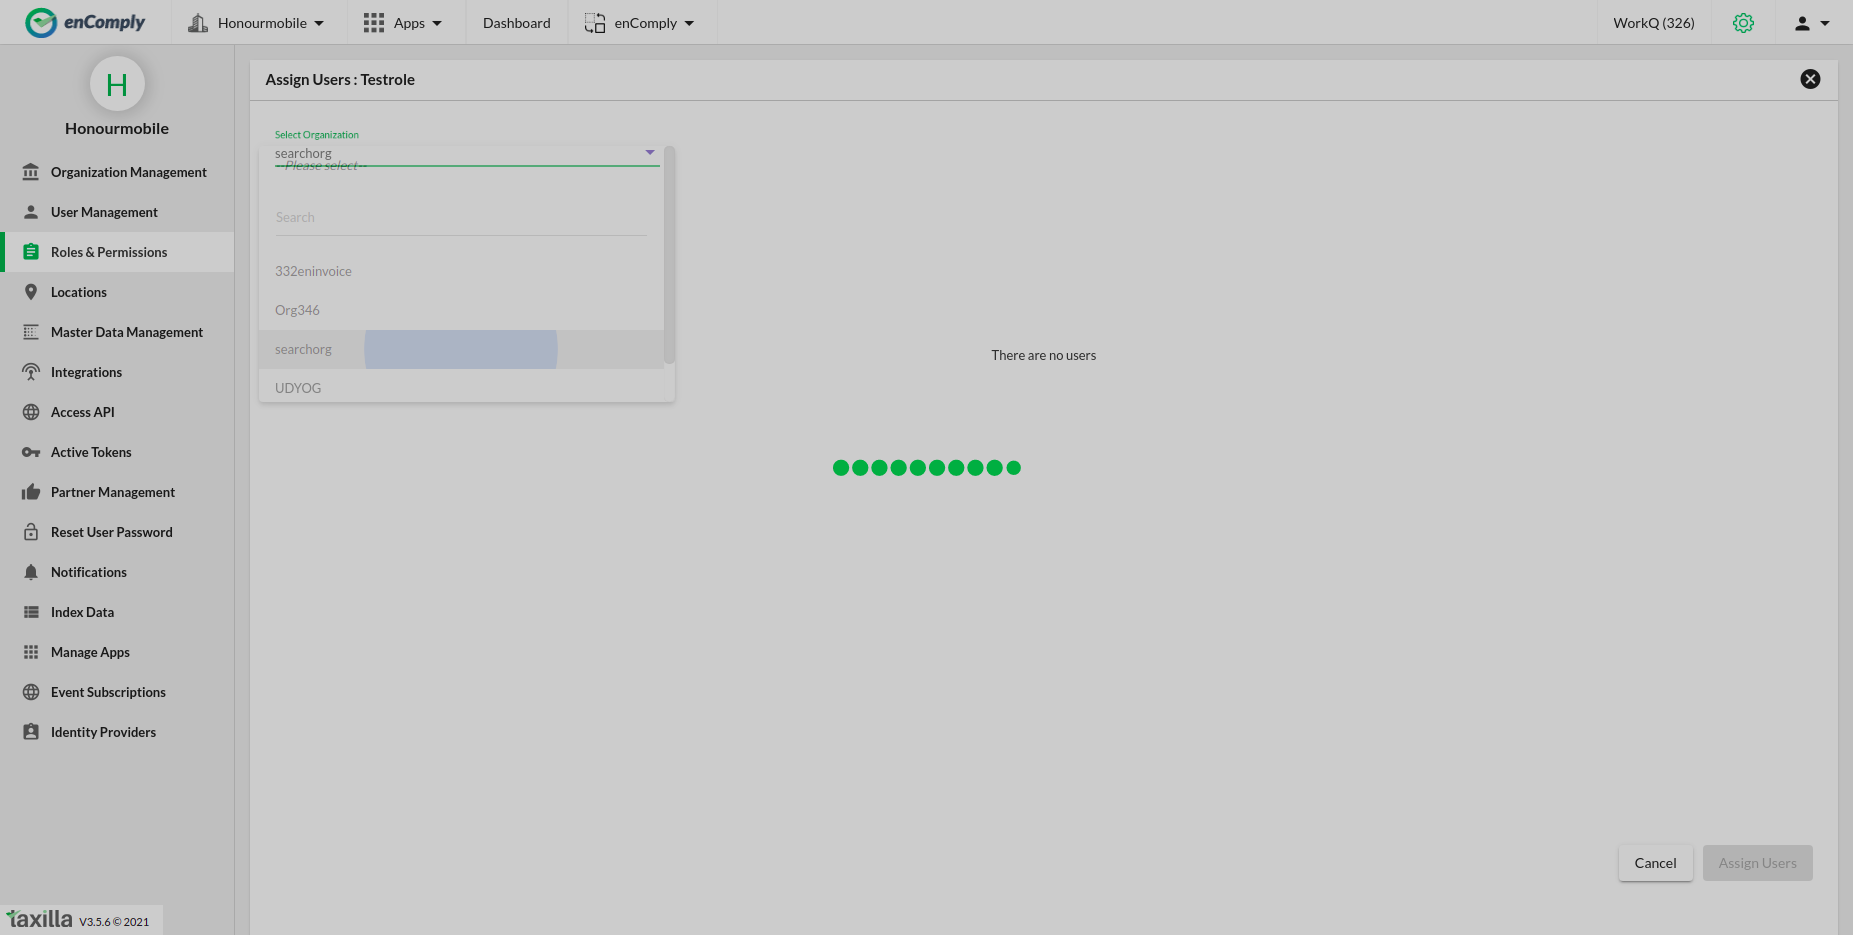 enComply
Honourmobile
Apps
Dashboard
enComply
WorkQ (326)
H
Honourmobile
Organization Management
User Management
Roles & Permissions
Locations
Master Data Management
Integrations
Access API
Active Tokens
Partner Management
Reset User Password
Notifications
Index Data
Manage Apps
Event Subscriptions
Identity Providers
taxilla V3.5.6 © 2021
Assign Users : Testrole
Select Organization
searchorg
--Please select--
Search
332eninvoice
Org346
searchorg
UDYOG
There are no users
Cancel
Assign Users